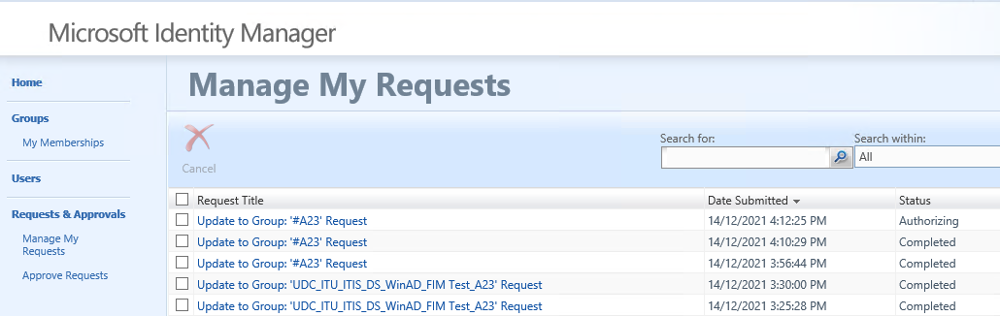 Microsoft Identity Manager
Home
Groups
My Memberships
Users
Requests & Approvals
Manage My
Requests
Approve Requests
Manage My Requests
Cancel
Search for:
Search within:
All
Request Title Date Submitted Status
Update to Group: '#A23' Request 14/12/2021 4:12:25 PM Authorizing
Update to Group: '#A23' Request 14/12/2021 4:10:29 PM Completed
Update to Group: '#A23' Request 14/12/2021 3:56:44 PM Completed
Update to Group: 'UDC_ITU_ITIS_DS_WinAD_FIM Test_A23' Request 14/12/2021 3:30:00 PM Completed
Update to Group: 'UDC_ITU_ITIS_DS_WinAD_FIM Test_A23' Request 14/12/2021 3:25:28 PM Completed